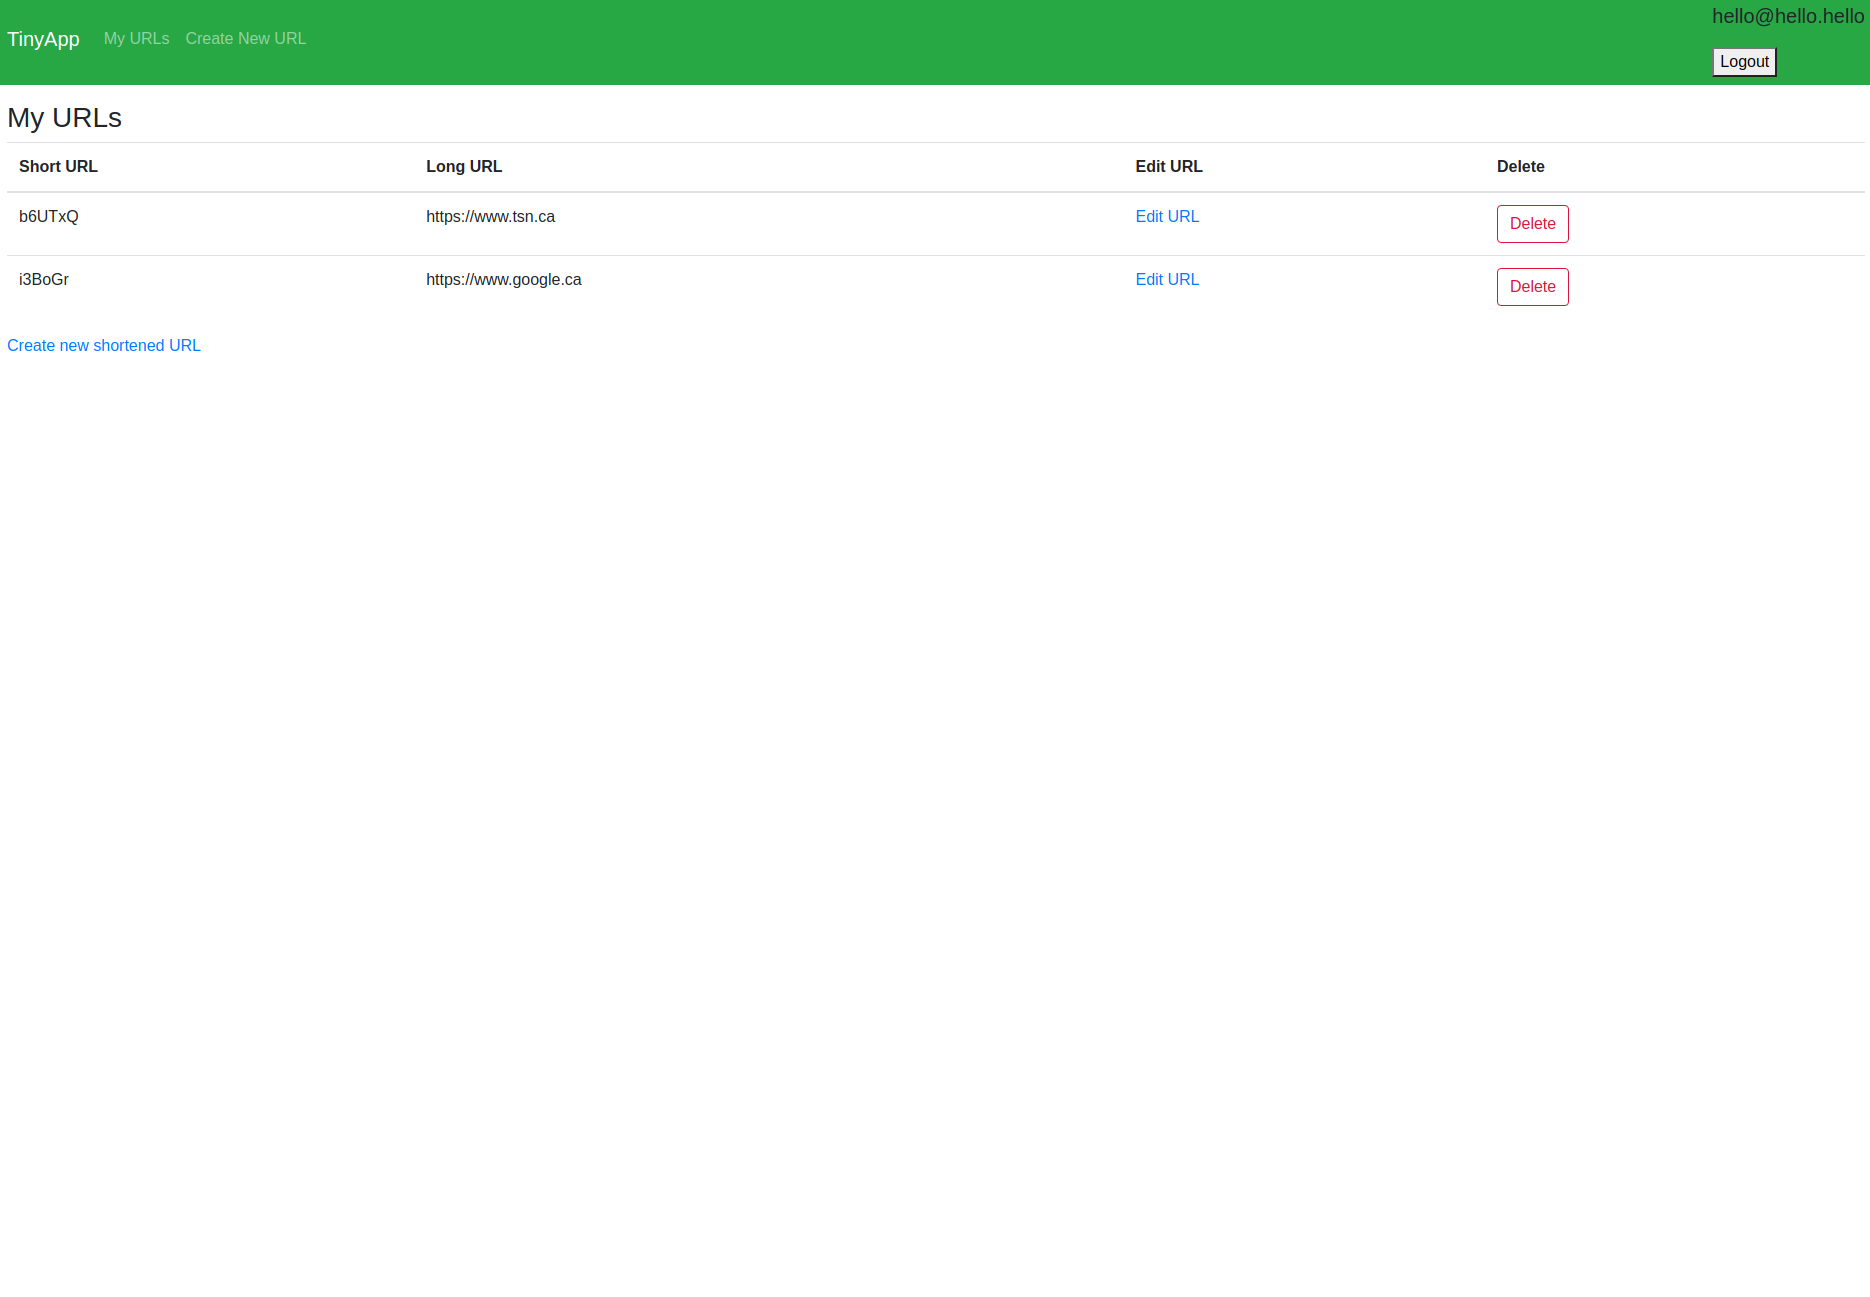 hello@hello.hello
TinyApp My URLs Create New URL
Logout
My URLs
Short URL Long URL Edit URL Delete
b6UTxQ https://www.tsn.ca Edit URL Delete
i3BoGr https://www.google.ca Edit URL Delete
Create new shortened URL